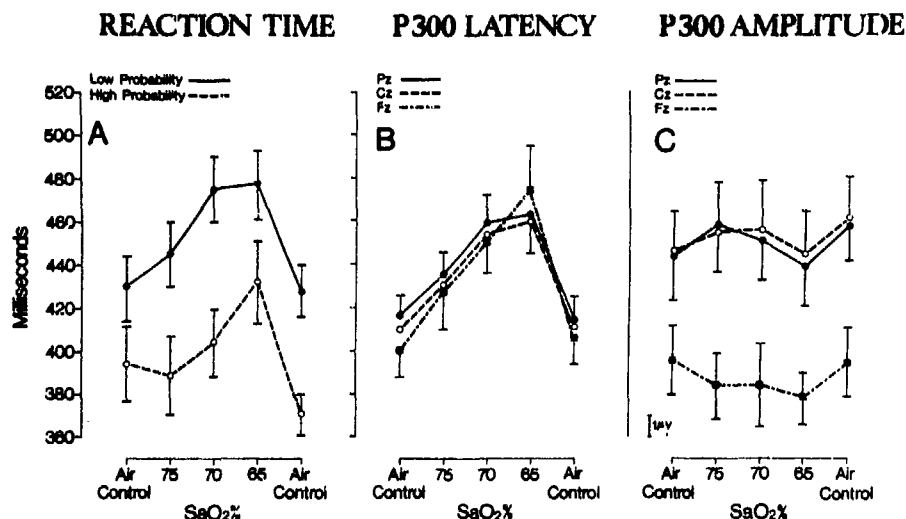 REACTION TIME
P300 LATENCY
P300 AMPLITUDE
Low Probability
High Probability
Pz
Cz
Fz
Pz
Cz
Fz
A
B
C
Milliseconds
520
500
480
460
440
420
400
380
360
1μV
Air Control
75
70
65
Air Control
SaO2%
Air Control
75
70
65
Air Control
SaO2%
Air Control
75
70
65
Air Control
SaO2%